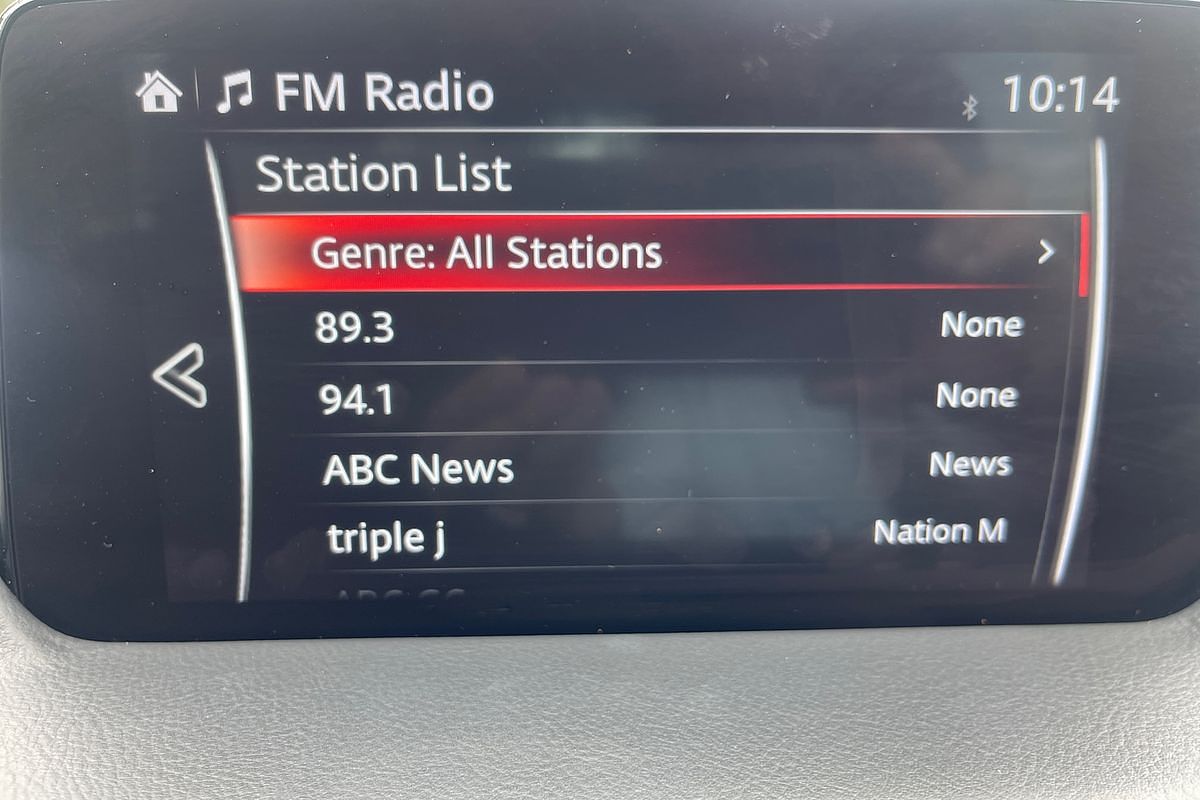 FM Radio 10:14
Station List
Genre: All Stations
89.3 None
94.1 None
ABC News News
triple j Nation M